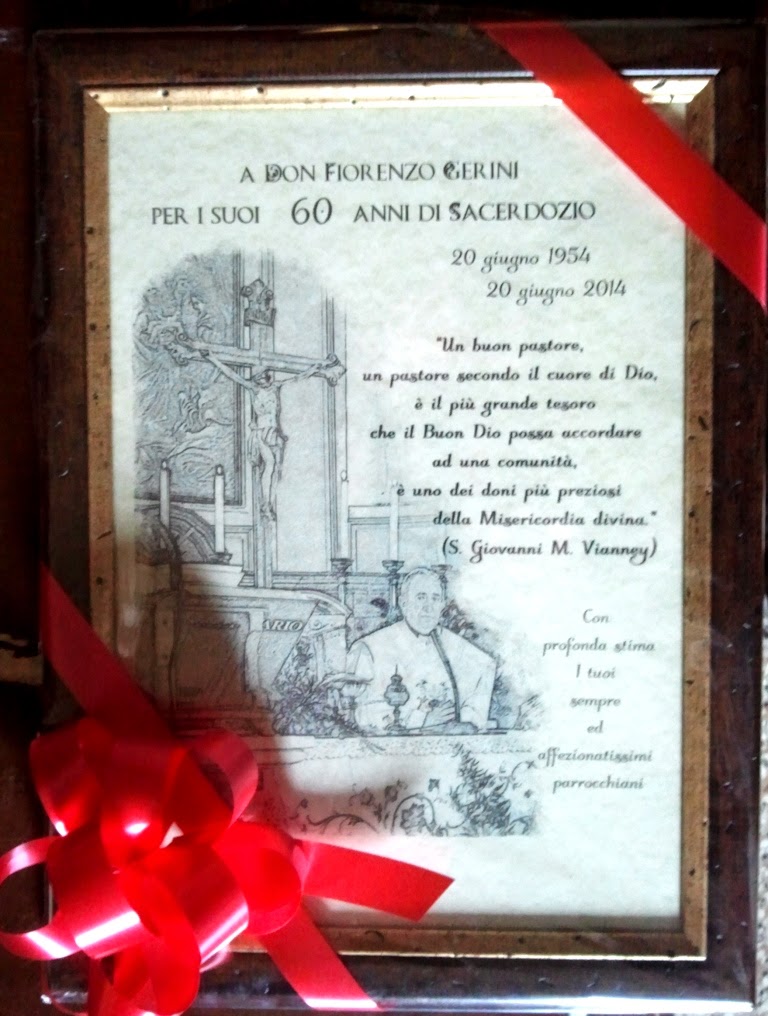 A DON FIORENZO GERINI
PER I SUOI 60 ANNI DI SACERDOZIO
20 giugno 1954
20 giugno 2014
"Un buon pastore,
un pastore secondo il cuore di Dio,
è il più grande tesoro
che il Buon Dio possa accordare
ad una comunità,
è uno dei doni più preziosi
della Misericordia divina."
(S. Giovanni M. Vianney)
ARIO
Con
profonda stima
I tuoi
sempre
ed
affezionatissimi
parrocchiani